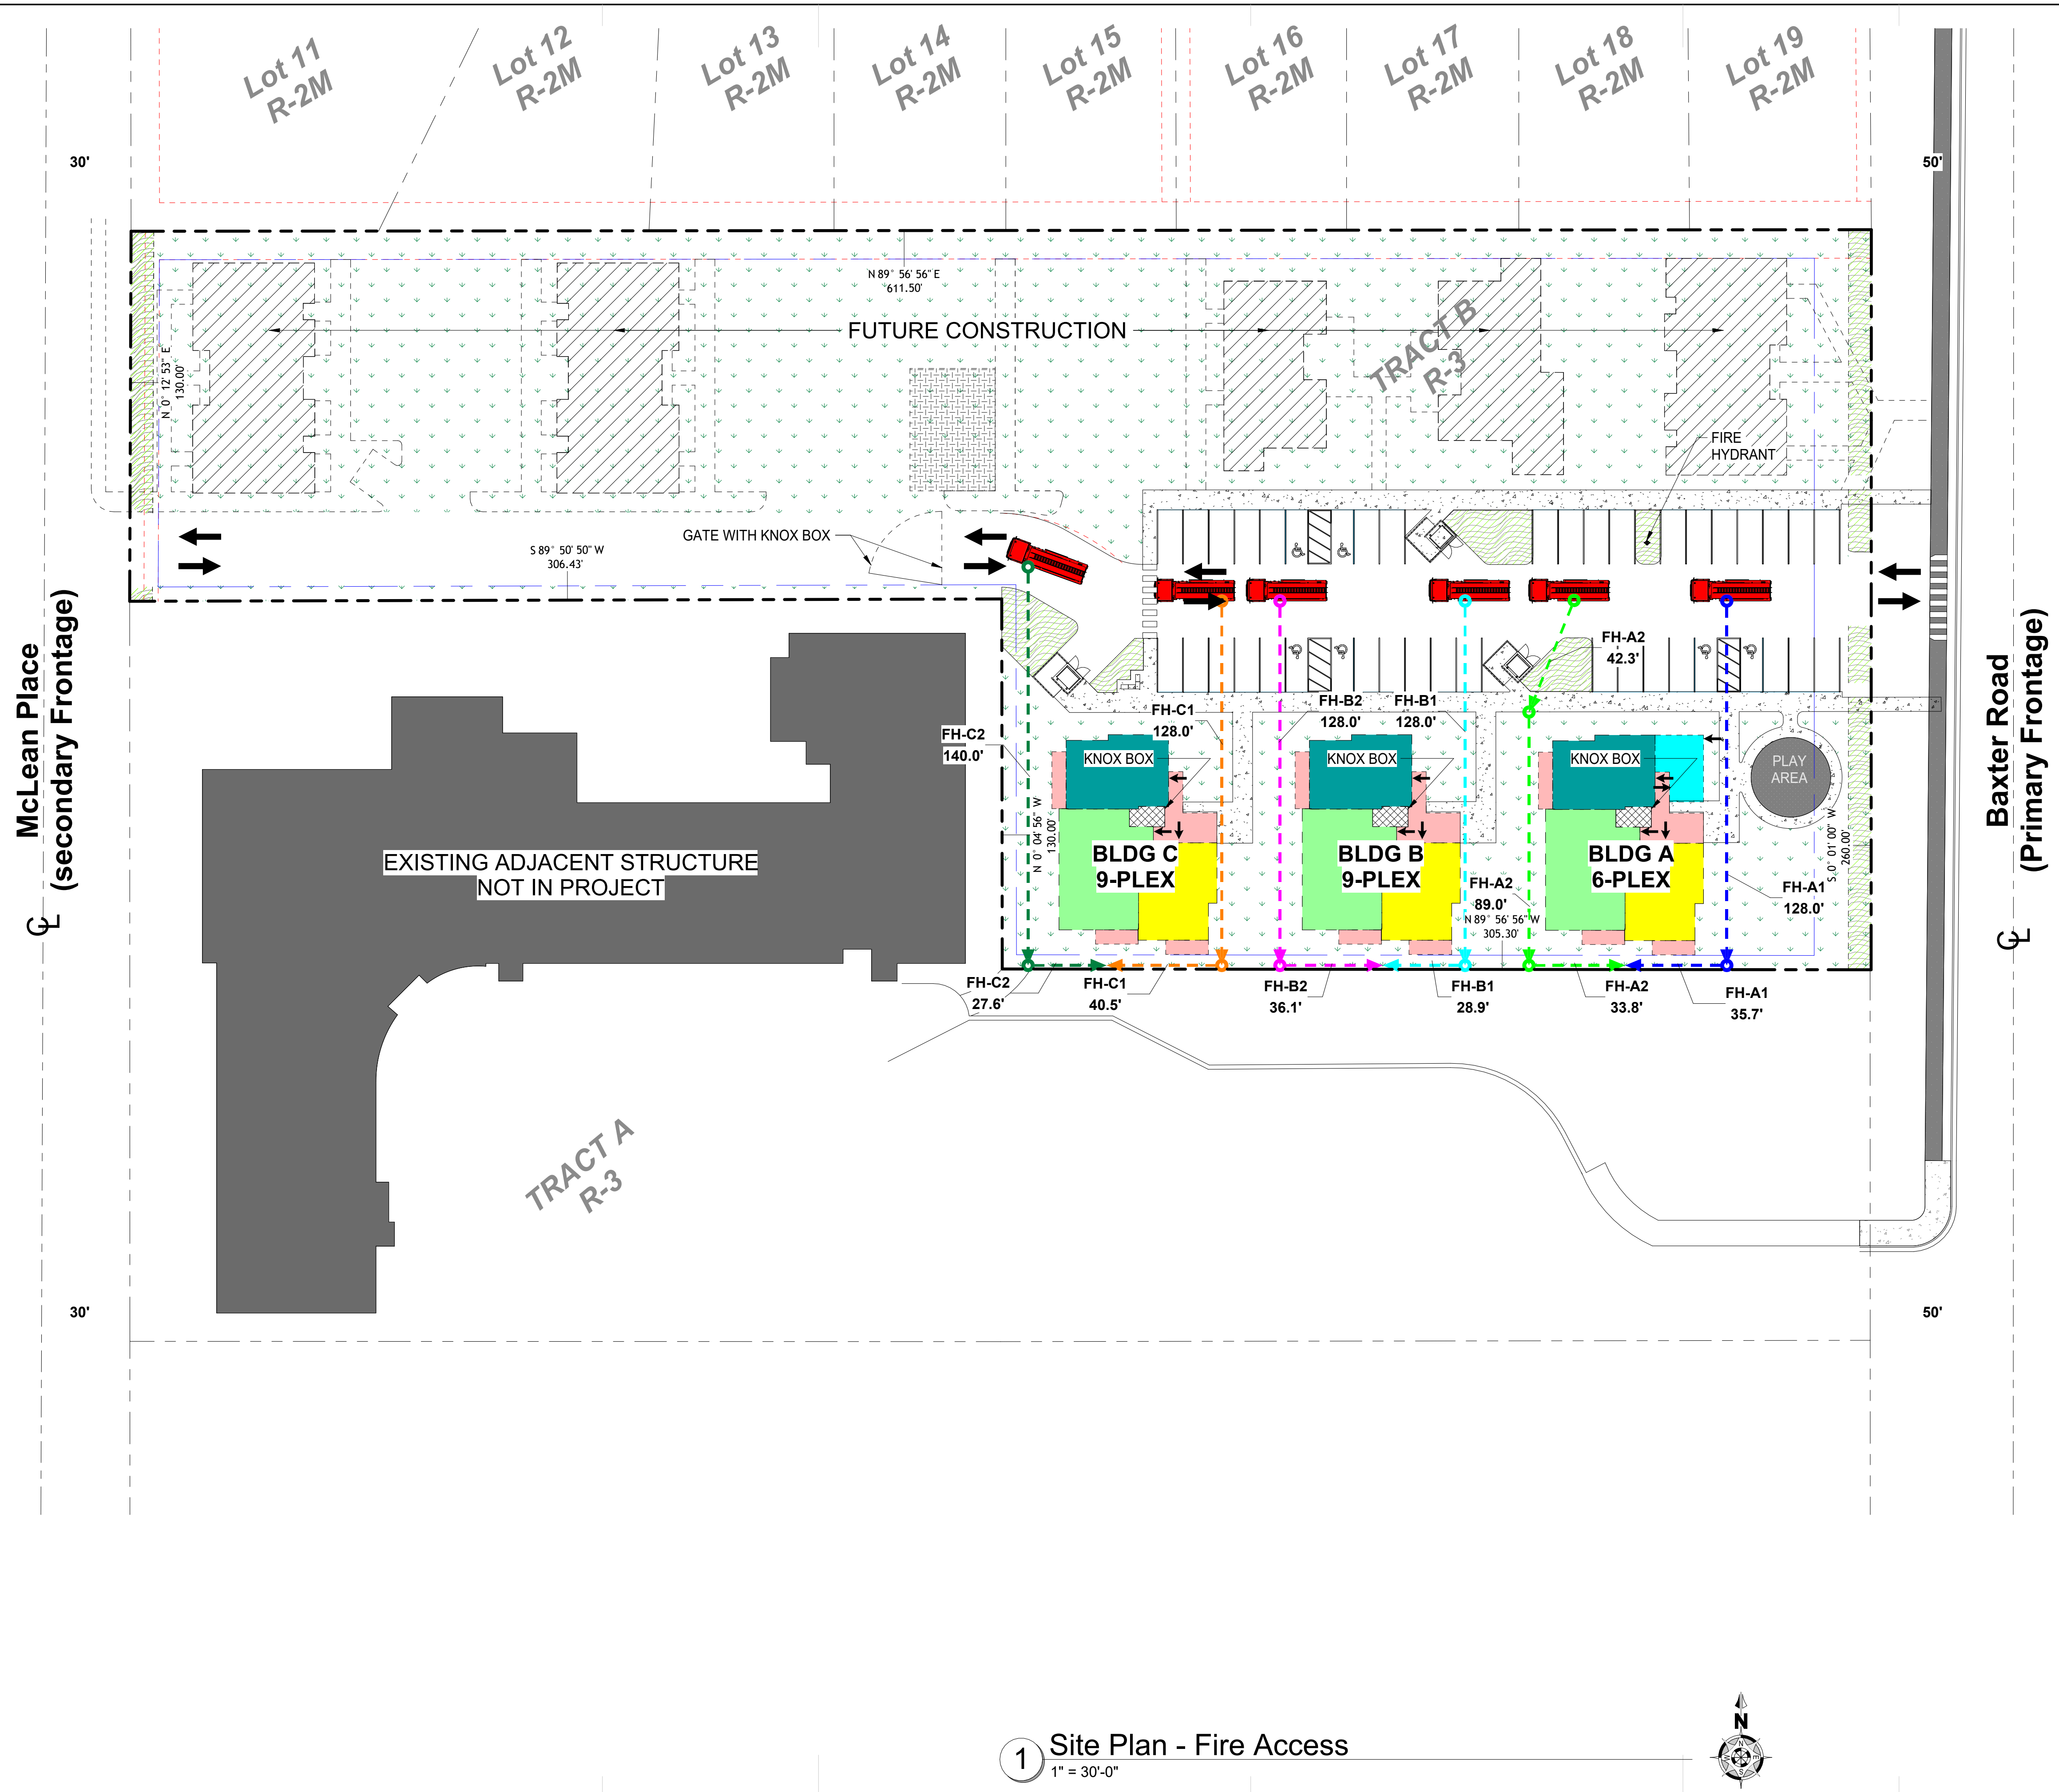 Lot 11
R-2M
Lot 12
R-2M
Lot 13
R-2M
Lot 14
R-2M
Lot 15
R-2M
Lot 16
R-2M
Lot 17
R-2M
Lot 18
R-2M
Lot 19
R-2M
30'
50'
N 89° 56' 56" E
611.50'
FUTURE CONSTRUCTION
TRACT B
R-3
N 0° 12' 53" E
130.00'
FIRE
HYDRANT
GATE WITH KNOX BOX
S 89° 50' 50" W
306.43'
McLean Place
(secondary Frontage)
CL
Baxter Road
(Primary Frontage)
CL
FH-A2
42.3'
FH-C1
128.0'
FH-B2
128.0'
FH-B1
128.0'
FH-C2
140.0'
KNOX BOX
KNOX BOX
KNOX BOX
PLAY
AREA
N 0° 04' 56" W
130.00'
S 0° 01' 00" W
260.00'
EXISTING ADJACENT STRUCTURE
NOT IN PROJECT
BLDG C
9-PLEX
BLDG B
9-PLEX
BLDG A
6-PLEX
FH-A2
89.0'
N 89° 56' 56" W
305.30'
FH-A1
128.0'
FH-C2
27.6'
FH-C1
40.5'
FH-B2
36.1'
FH-B1
28.9'
FH-A2
33.8'
FH-A1
35.7'
TRACT A
R-3
30'
50'
1
Site Plan - Fire Access
1" = 30'-0"
N
N
E
S
W